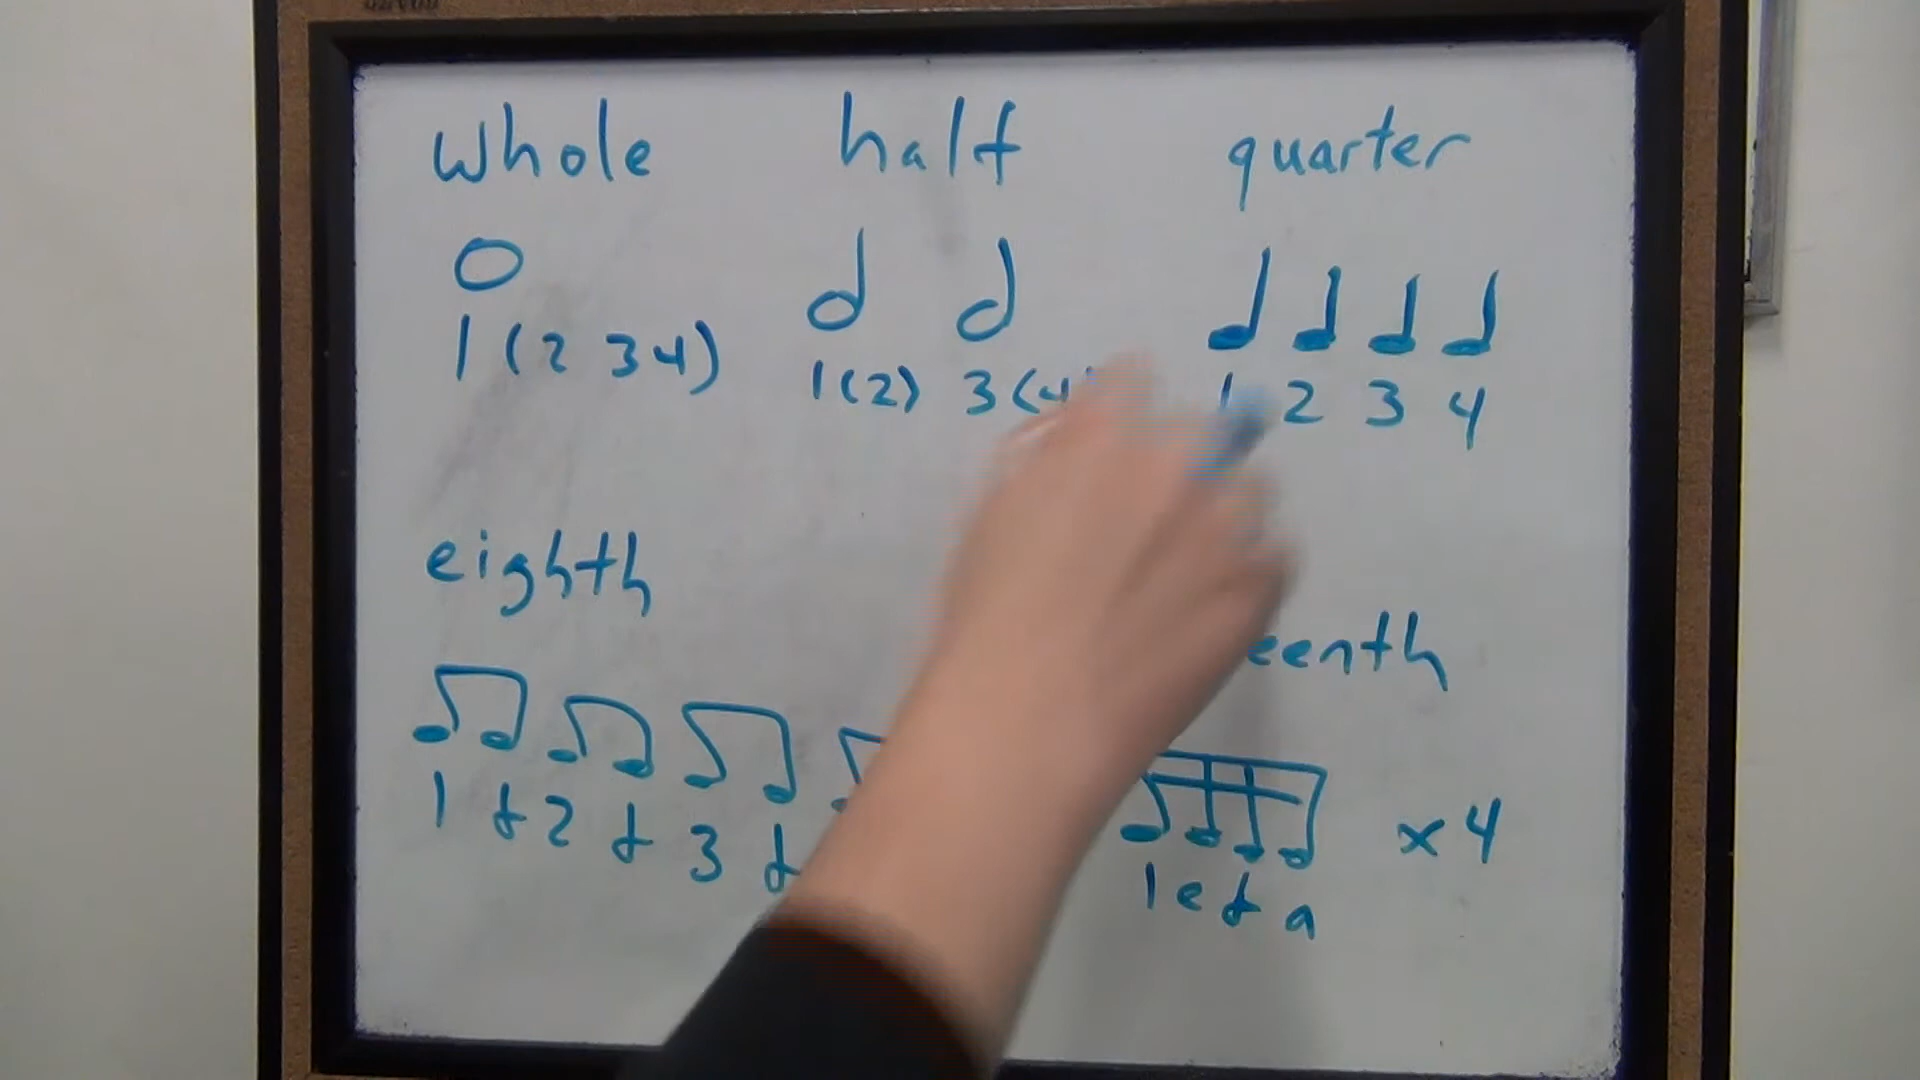 whole half quarter
1 (2 3 4) 1(2) 3(4 1 2 3 4
eighth eenth
x4
1 & 2 & 3 & 1 e & a